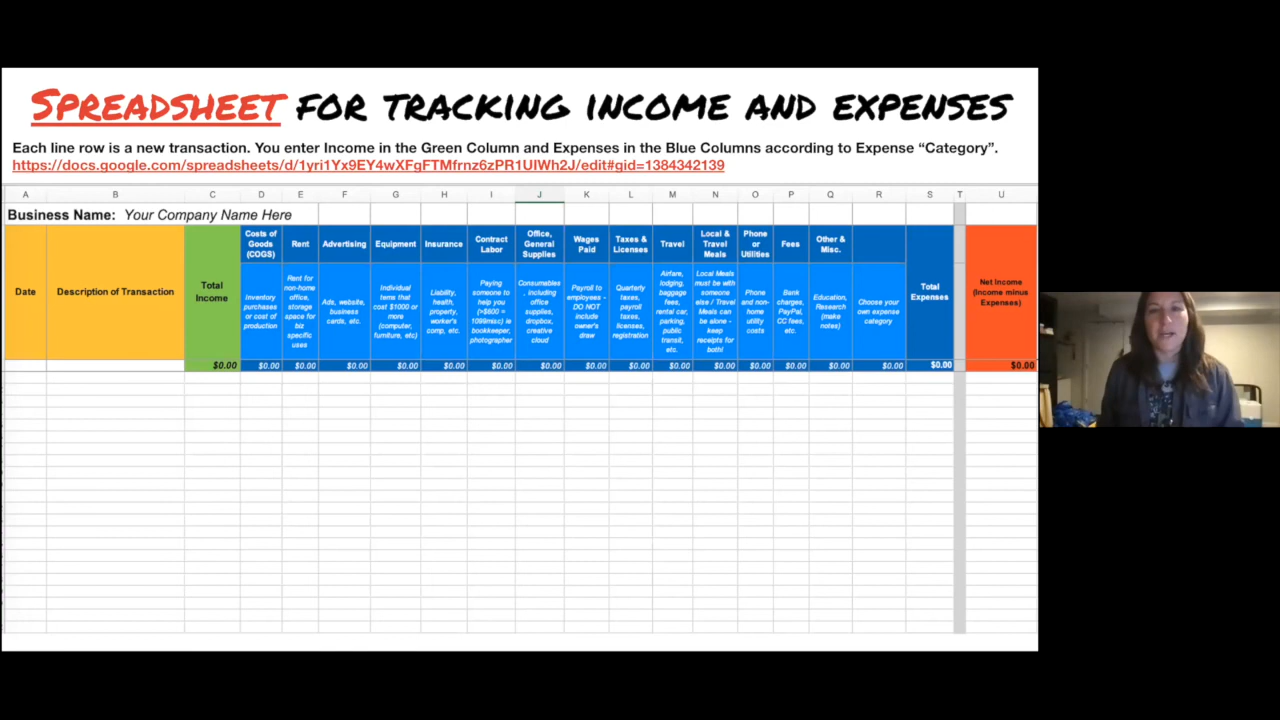 SPREADSHEET FOR TRACKING INCOME AND EXPENSES
Each line row is a new transaction. You enter Income in the Green Column and Expenses in the Blue Columns according to Expense “Category”.
https://docs.google.com/spreadsheets/d/1yri1Yx9EY4wXFgFTMfrnz6zPR1UIWh2J/edit#gid=1384342139
A B C D E F G H I J K L M N O P Q R S T U
Business Name: Your Company Name Here
Date
Description of Transaction
Total
Income
Costs of
Goods
(COGS)
Inventory
purchases
or cost of
production
Rent
Rent for
non-home
office,
storage
space for
biz
specific
uses
Advertising
Ads, website,
business
cards, etc.
Equipment
Individual
items that
cost $1000 or
more
(computer,
furniture, etc)
Insurance
Liability,
health,
property,
worker's
comp, etc.
Contract
Labor
Paying
someone to
help you
(>$600 =
1099misc) ie
bookkeeper,
photographer
Office,
General
Supplies
Consumables
, including
office
supplies,
dropbox,
creative
cloud
Wages
Paid
Payroll to
employees -
DO NOT
include
owner's
draw
Taxes &
Licenses
Quarterly
taxes,
payroll
taxes,
licenses,
registration
Travel
Airfare,
lodging,
baggage
fees,
rental car,
parking,
public
transit,
etc.
Local &
Travel
Meals
Local Meals
must be with
someone
else / Travel
Meals can
be alone -
keep
receipts for
both!
Phone
or
Utilities
Phone
and non-
home
utility
costs
Fees
Bank
charges,
PayPal,
CC fees,
etc.
Other &
Misc.
Education,
Research
(make
notes)
Choose your
own expense
category
Total
Expenses
Net Income
(Income minus
Expenses)
$0.00 $0.00 $0.00 $0.00 $0.00 $0.00 $0.00 $0.00 $0.00 $0.00 $0.00 $0.00 $0.00 $0.00 $0.00 $0.00 $0.00 $0.00